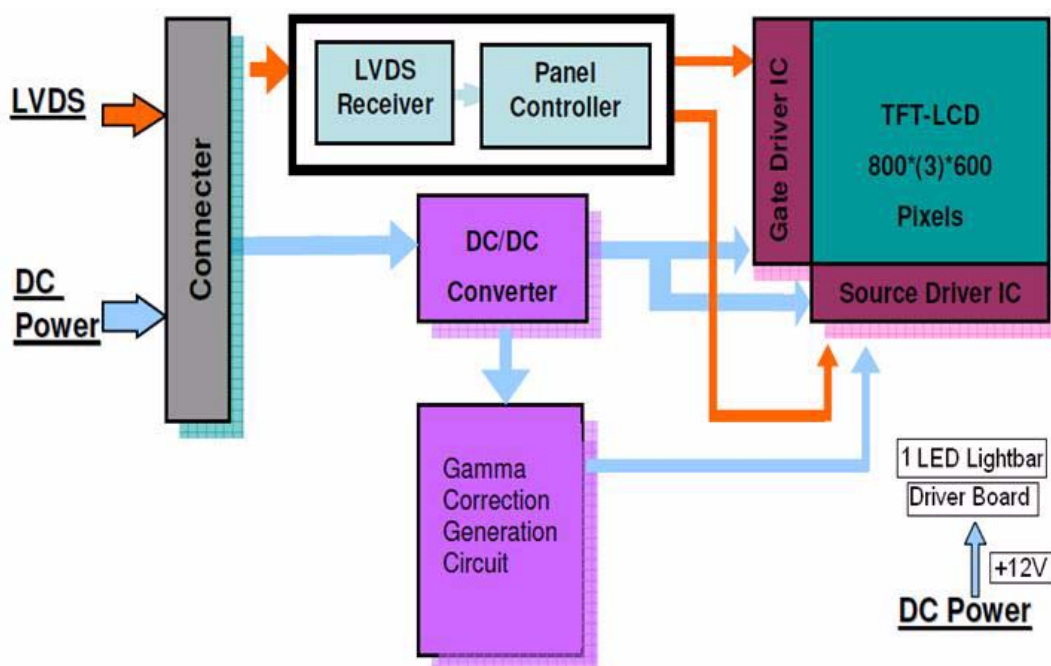 LVDS
DC
Power
Connecter
LVDS
Receiver
Panel
Controller
DC/DC
Converter
Gamma
Correction
Generation
Circuit
Gate Driver IC
TFT-LCD
800*(3)*600
Pixels
Source Driver IC
1 LED Lightbar
Driver Board
+12V
DC Power